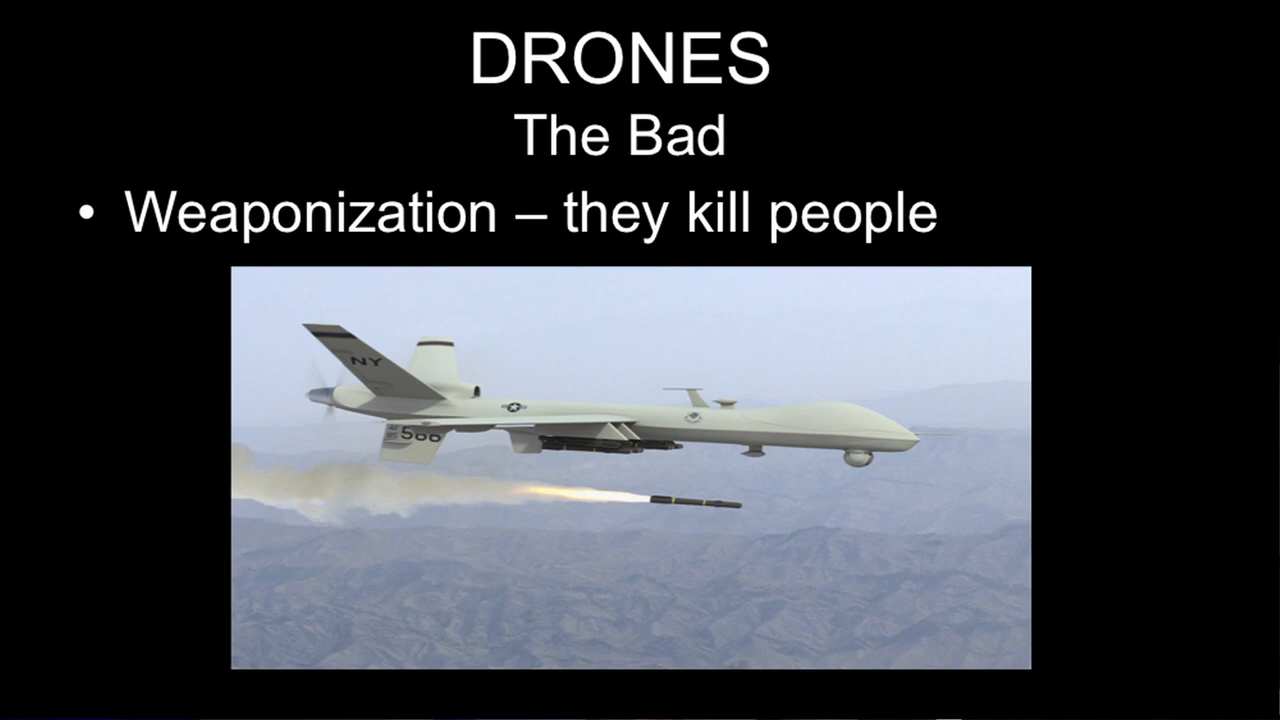 DRONES
The Bad
• Weaponization – they kill people
NY
566